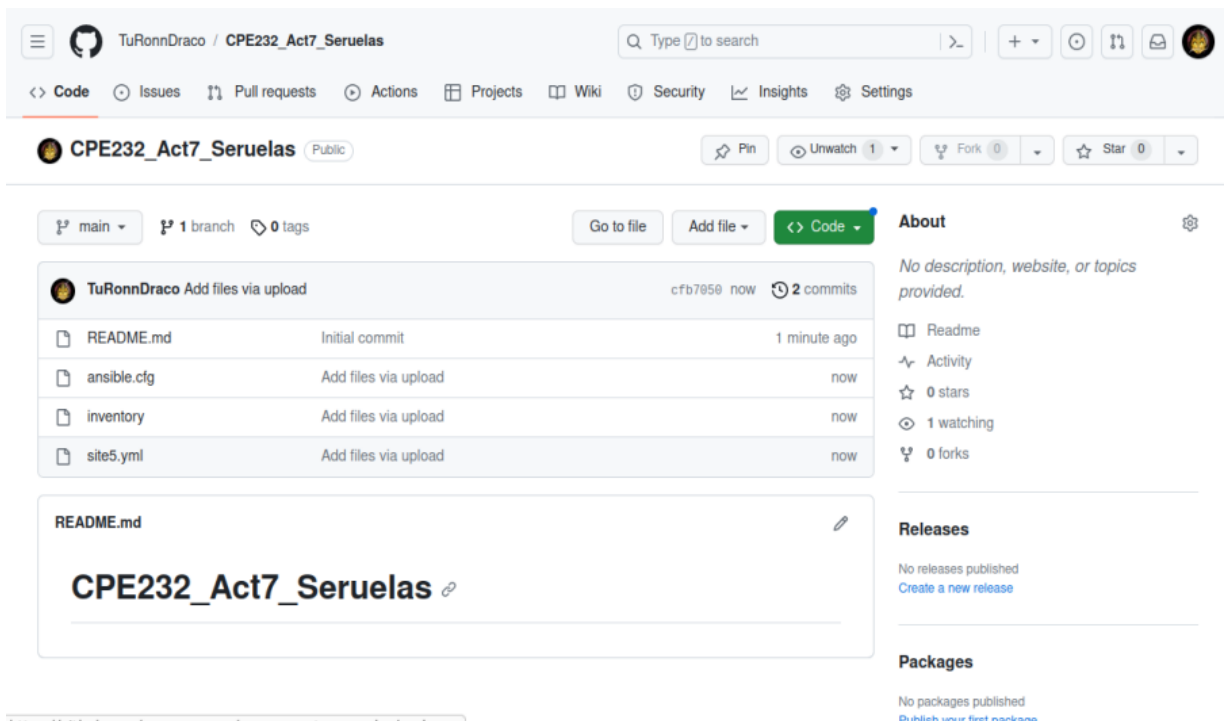 TuRonnDraco / CPE232_Act7_Seruelas
Type / to search
<> Code Issues Pull requests Actions Projects Wiki Security Insights Settings
CPE232_Act7_Seruelas Public
Pin Unwatch 1 Fork 0 Star 0
main 1 branch 0 tags
Go to file Add file <> Code
TuRonnDraco Add files via upload cfb7050 now 2 commits
README.md Initial commit 1 minute ago
ansible.cfg Add files via upload now
inventory Add files via upload now
site5.yml Add files via upload now
README.md
CPE232_Act7_Seruelas
About
No description, website, or topics
provided.
Readme
Activity
0 stars
1 watching
0 forks
Releases
No releases published
Create a new release
Packages
No packages published
Publish your first package